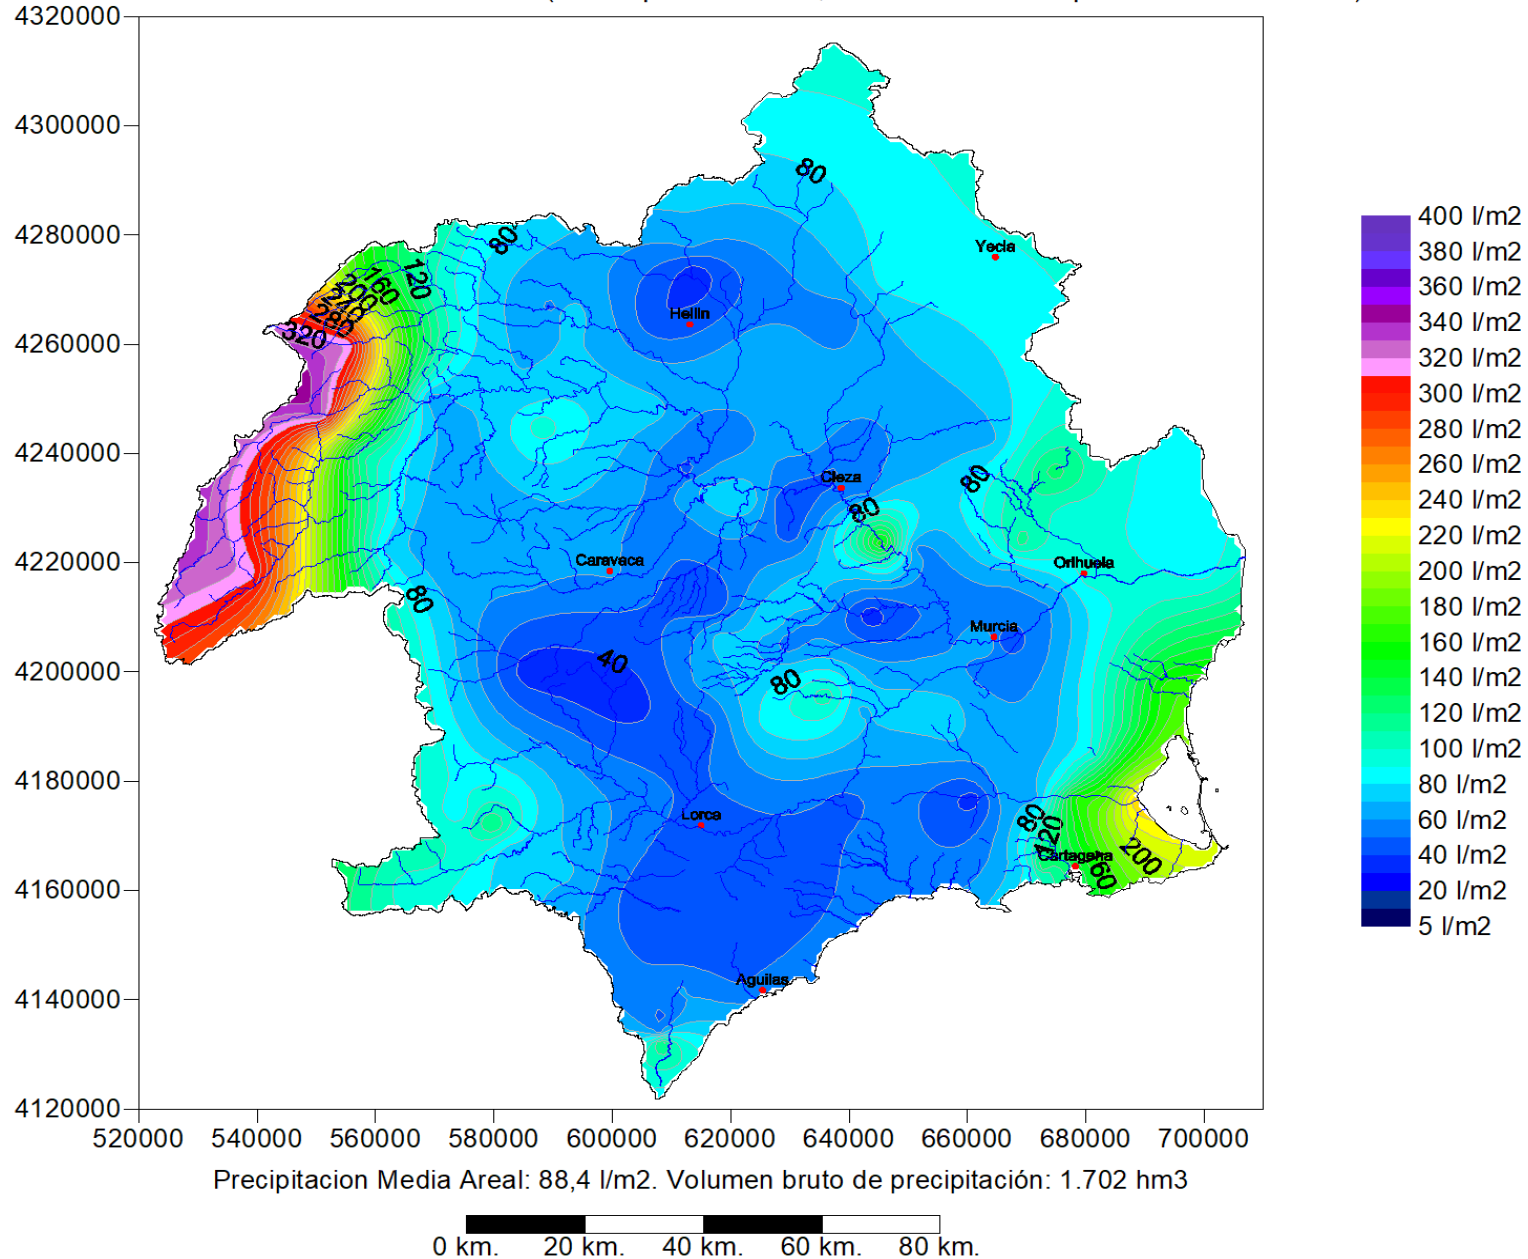 4320000
4300000
4280000
4260000
4240000
4220000
4200000
4180000
4160000
4140000
4120000
520000 540000 560000 580000 600000 620000 640000 660000 680000 700000
80
Yecla
80
120
160
200
240
280
320
Hellin
Cieza
80
80
Caravaca
Orihuela
80
Murcia
40
80
Lorca
80
120
Cartagena
160
200
Aguilas
400 l/m2
380 l/m2
360 l/m2
340 l/m2
320 l/m2
300 l/m2
280 l/m2
260 l/m2
240 l/m2
220 l/m2
200 l/m2
180 l/m2
160 l/m2
140 l/m2
120 l/m2
100 l/m2
80 l/m2
60 l/m2
40 l/m2
20 l/m2
5 l/m2
Precipitacion Media Areal: 88,4 l/m2. Volumen bruto de precipitación: 1.702 hm3
0 km. 20 km. 40 km. 60 km. 80 km.